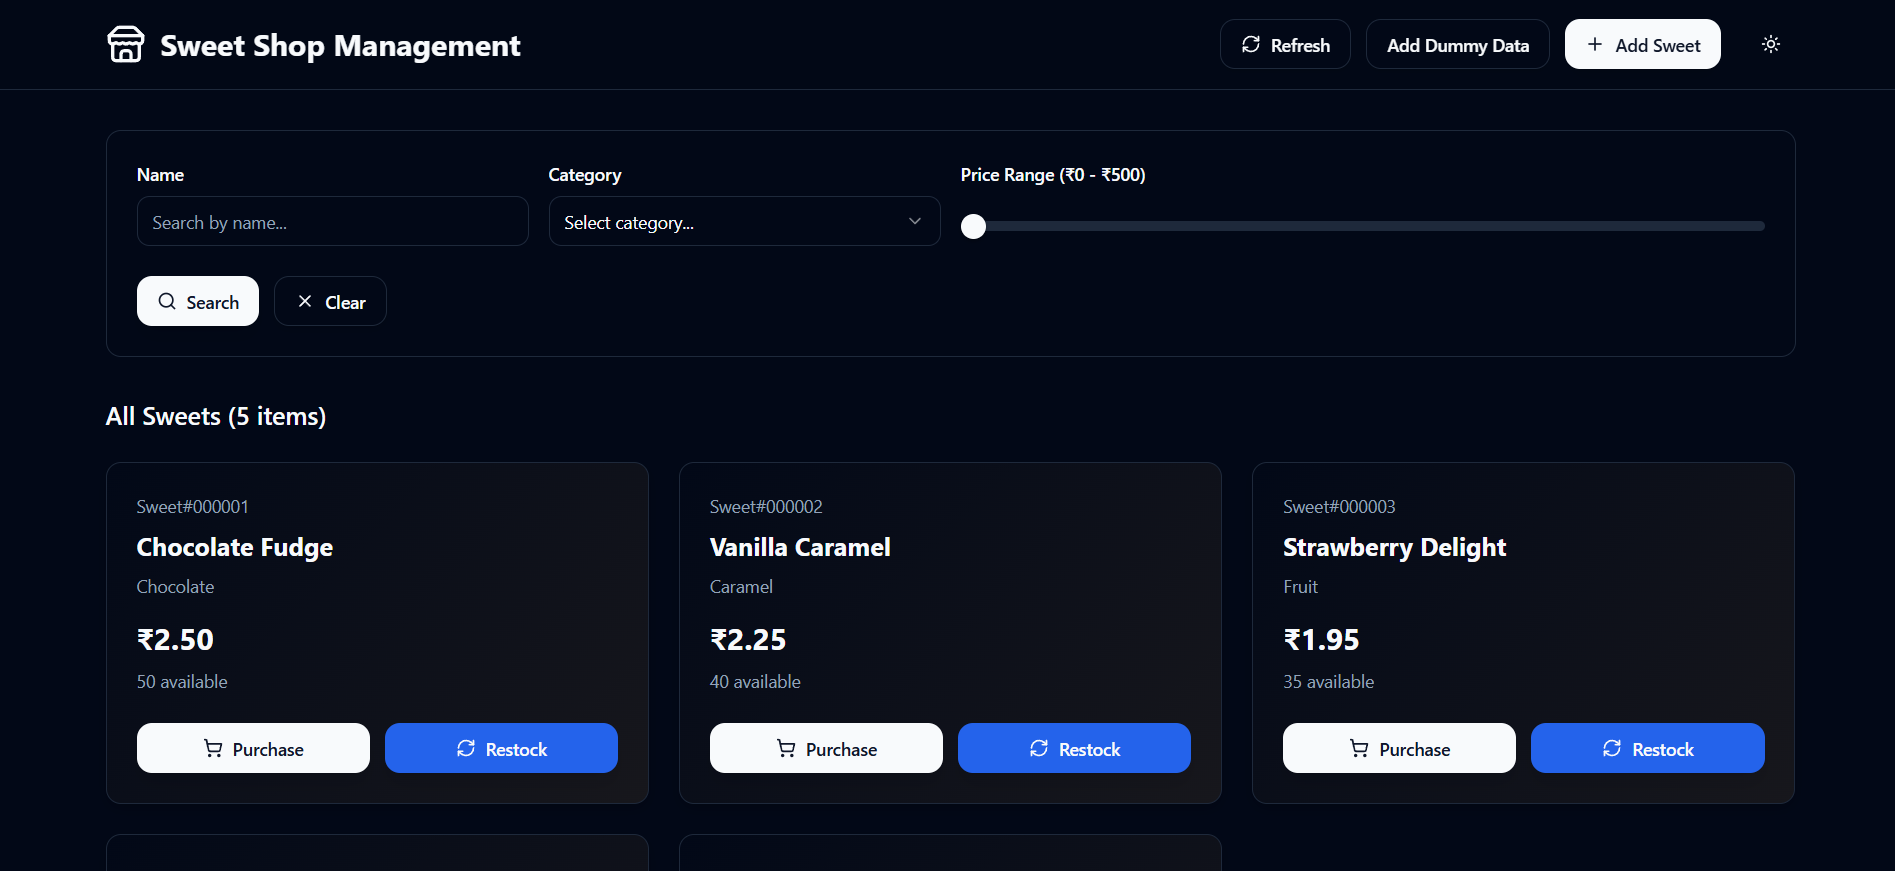 Sweet Shop Management
Refresh
Add Dummy Data
Add Sweet
Name
Category
Price Range (₹0 - ₹500)
Search by name...
Select category...
Search
Clear
All Sweets (5 items)
Sweet#000001
Chocolate Fudge
Chocolate
₹2.50
50 available
Purchase
Restock
Sweet#000002
Vanilla Caramel
Caramel
₹2.25
40 available
Purchase
Restock
Sweet#000003
Strawberry Delight
Fruit
₹1.95
35 available
Purchase
Restock